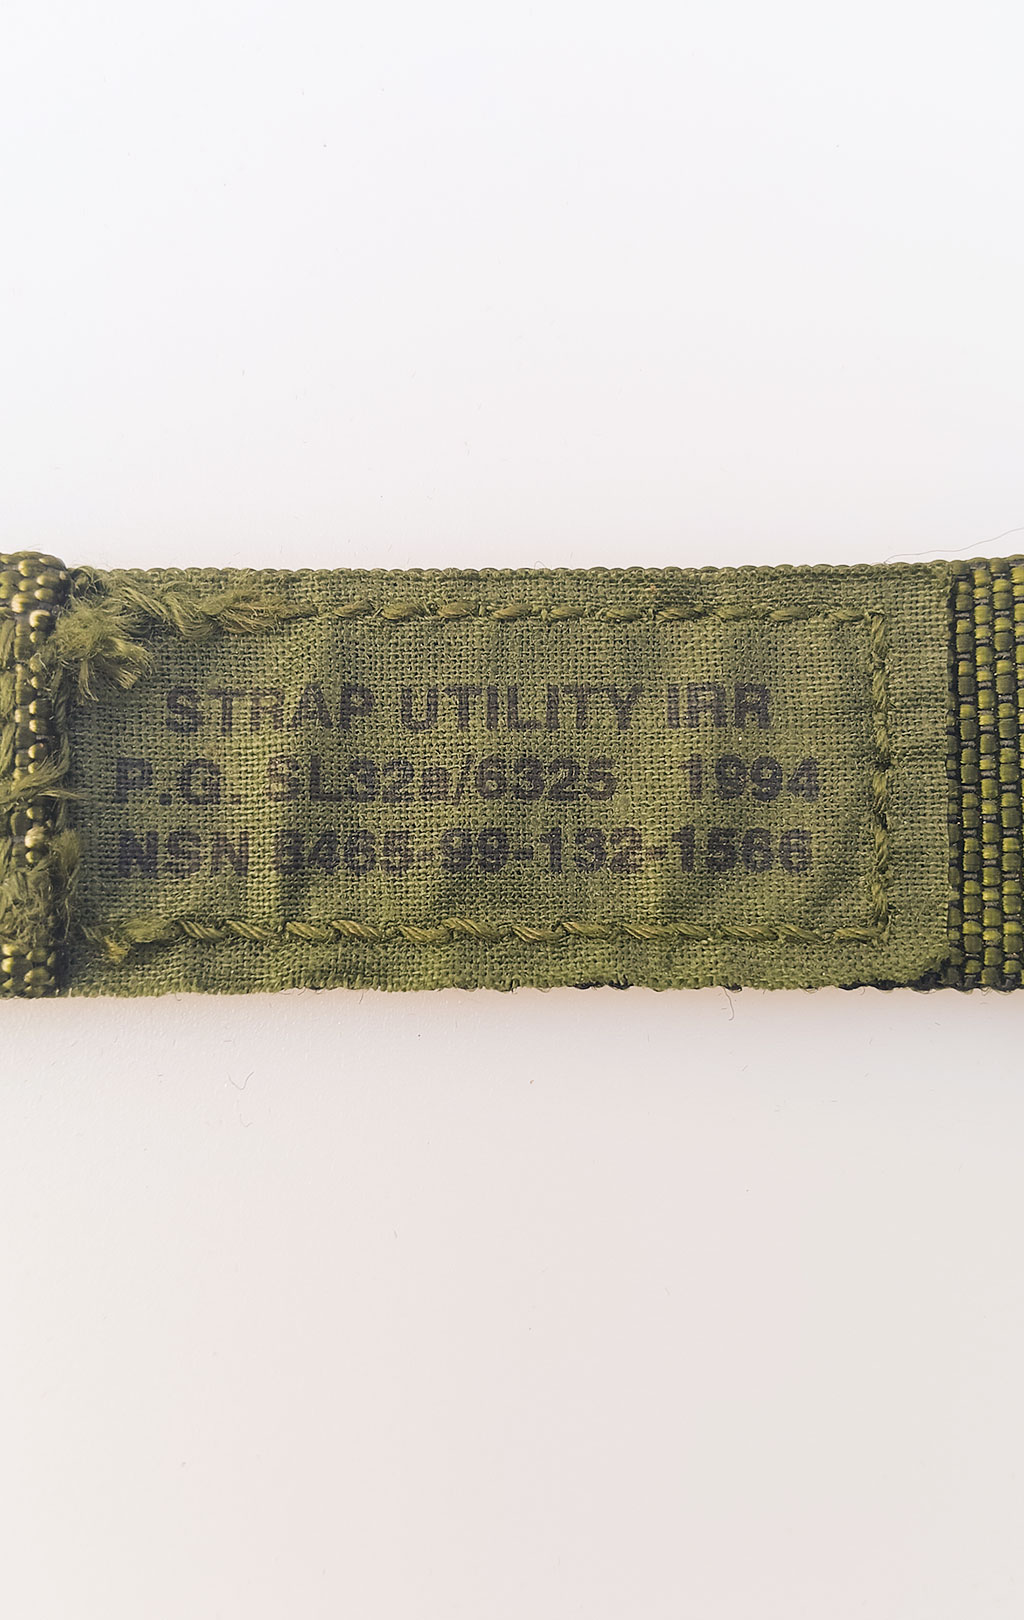 STRAP UTILITY IRR
P.G. SL32a/6325 1994
NSN 8465-99-132-1566